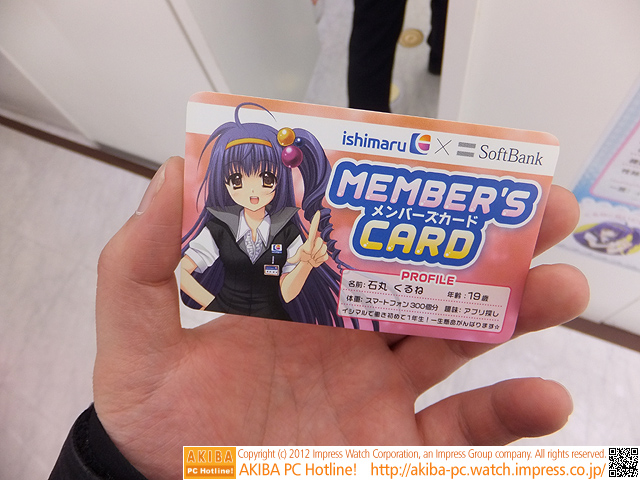 ishimaru × SoftBank
MEMBER'S
メンバーズカード
CARD
PROFILE
名前:石丸 くるね 年齢:19歳
体重:スマートフォン300個分 趣味:アプリ探し
イシマルで働き初めて1年生!一生懸命がんばります☆
AKIBA
PC Hotline!
Copyright (c) 2012 Impress Watch Corporation, an Impress Group company. All rights reserved.
AKIBA PC Hotline! http://akiba-pc.watch.impress.co.jp/